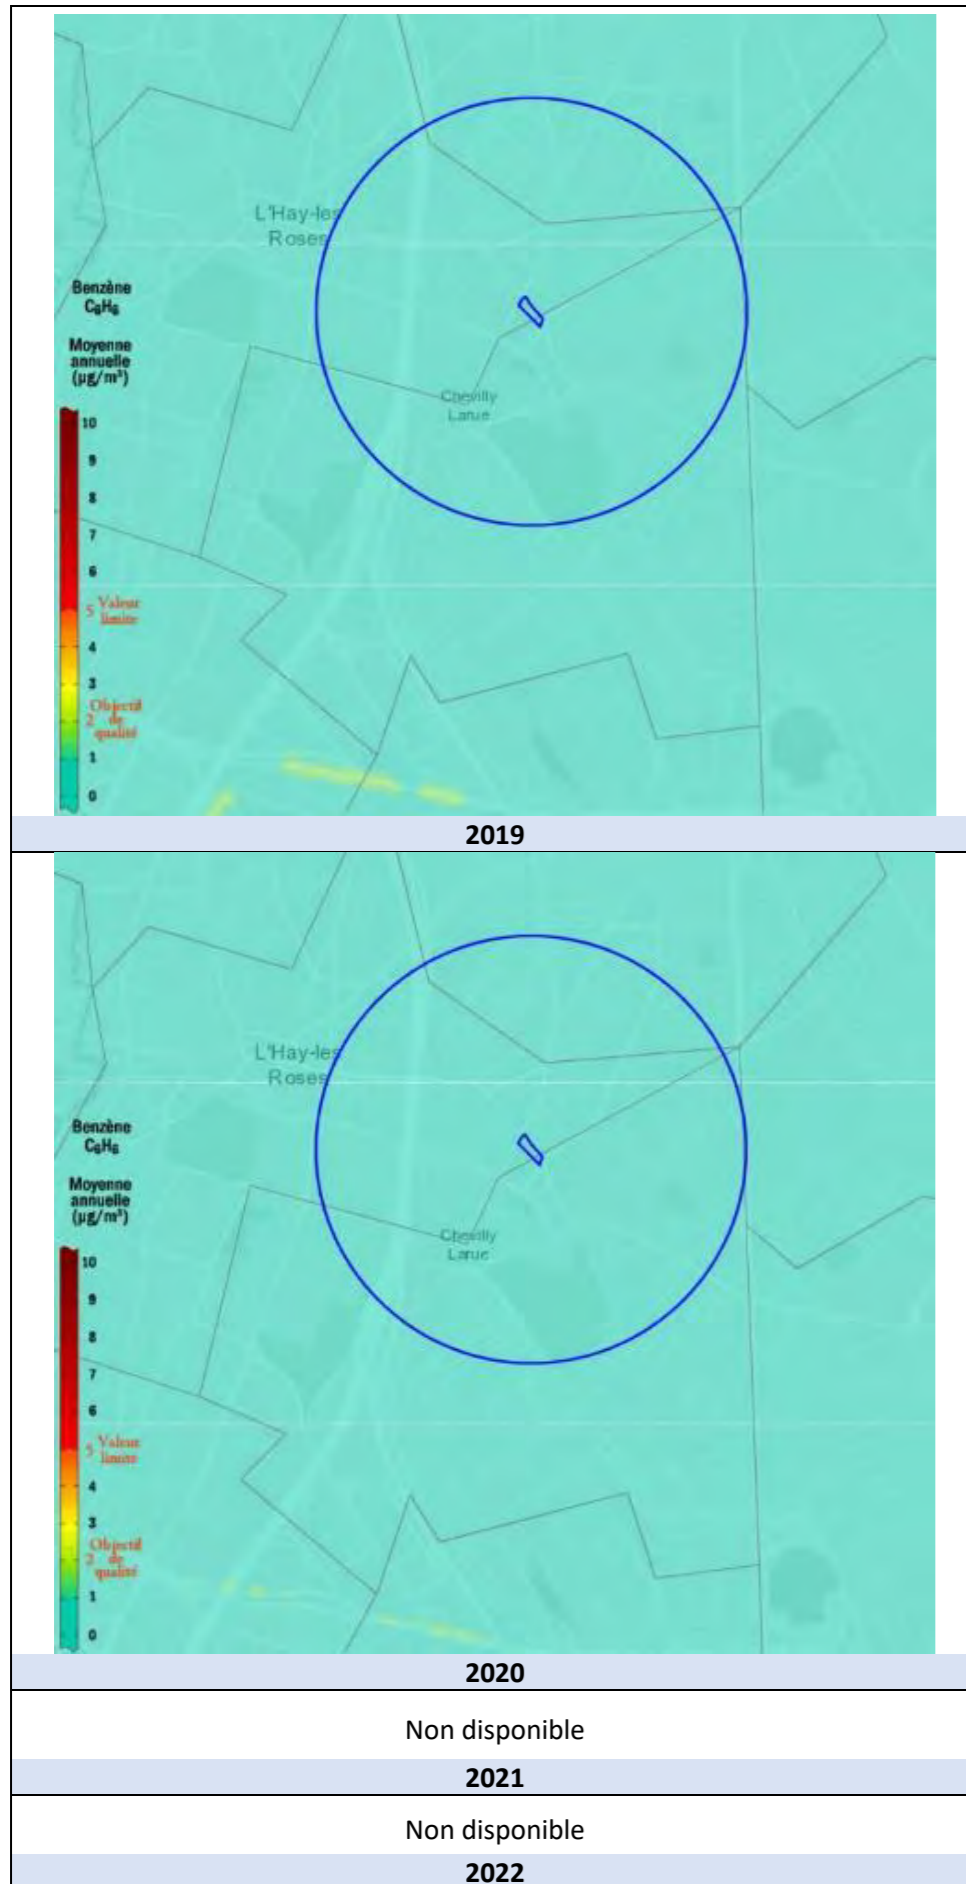 L'Hay-les
Roses
Benzène
C6H6
Moyenne
annuelle
(µg/m³)
Chevilly
Larue
10
9
8
7
6
5 Valeur
limite
4
3
Objectif
2 de
qualité
1
0
2019
L'Hay-les
Roses
Benzène
C6H6
Moyenne
annuelle
(µg/m³)
Chevilly
Larue
10
9
8
7
6
5 Valeur
limite
4
3
Objectif
2 de
qualité
1
0
2020
Non disponible
2021
Non disponible
2022